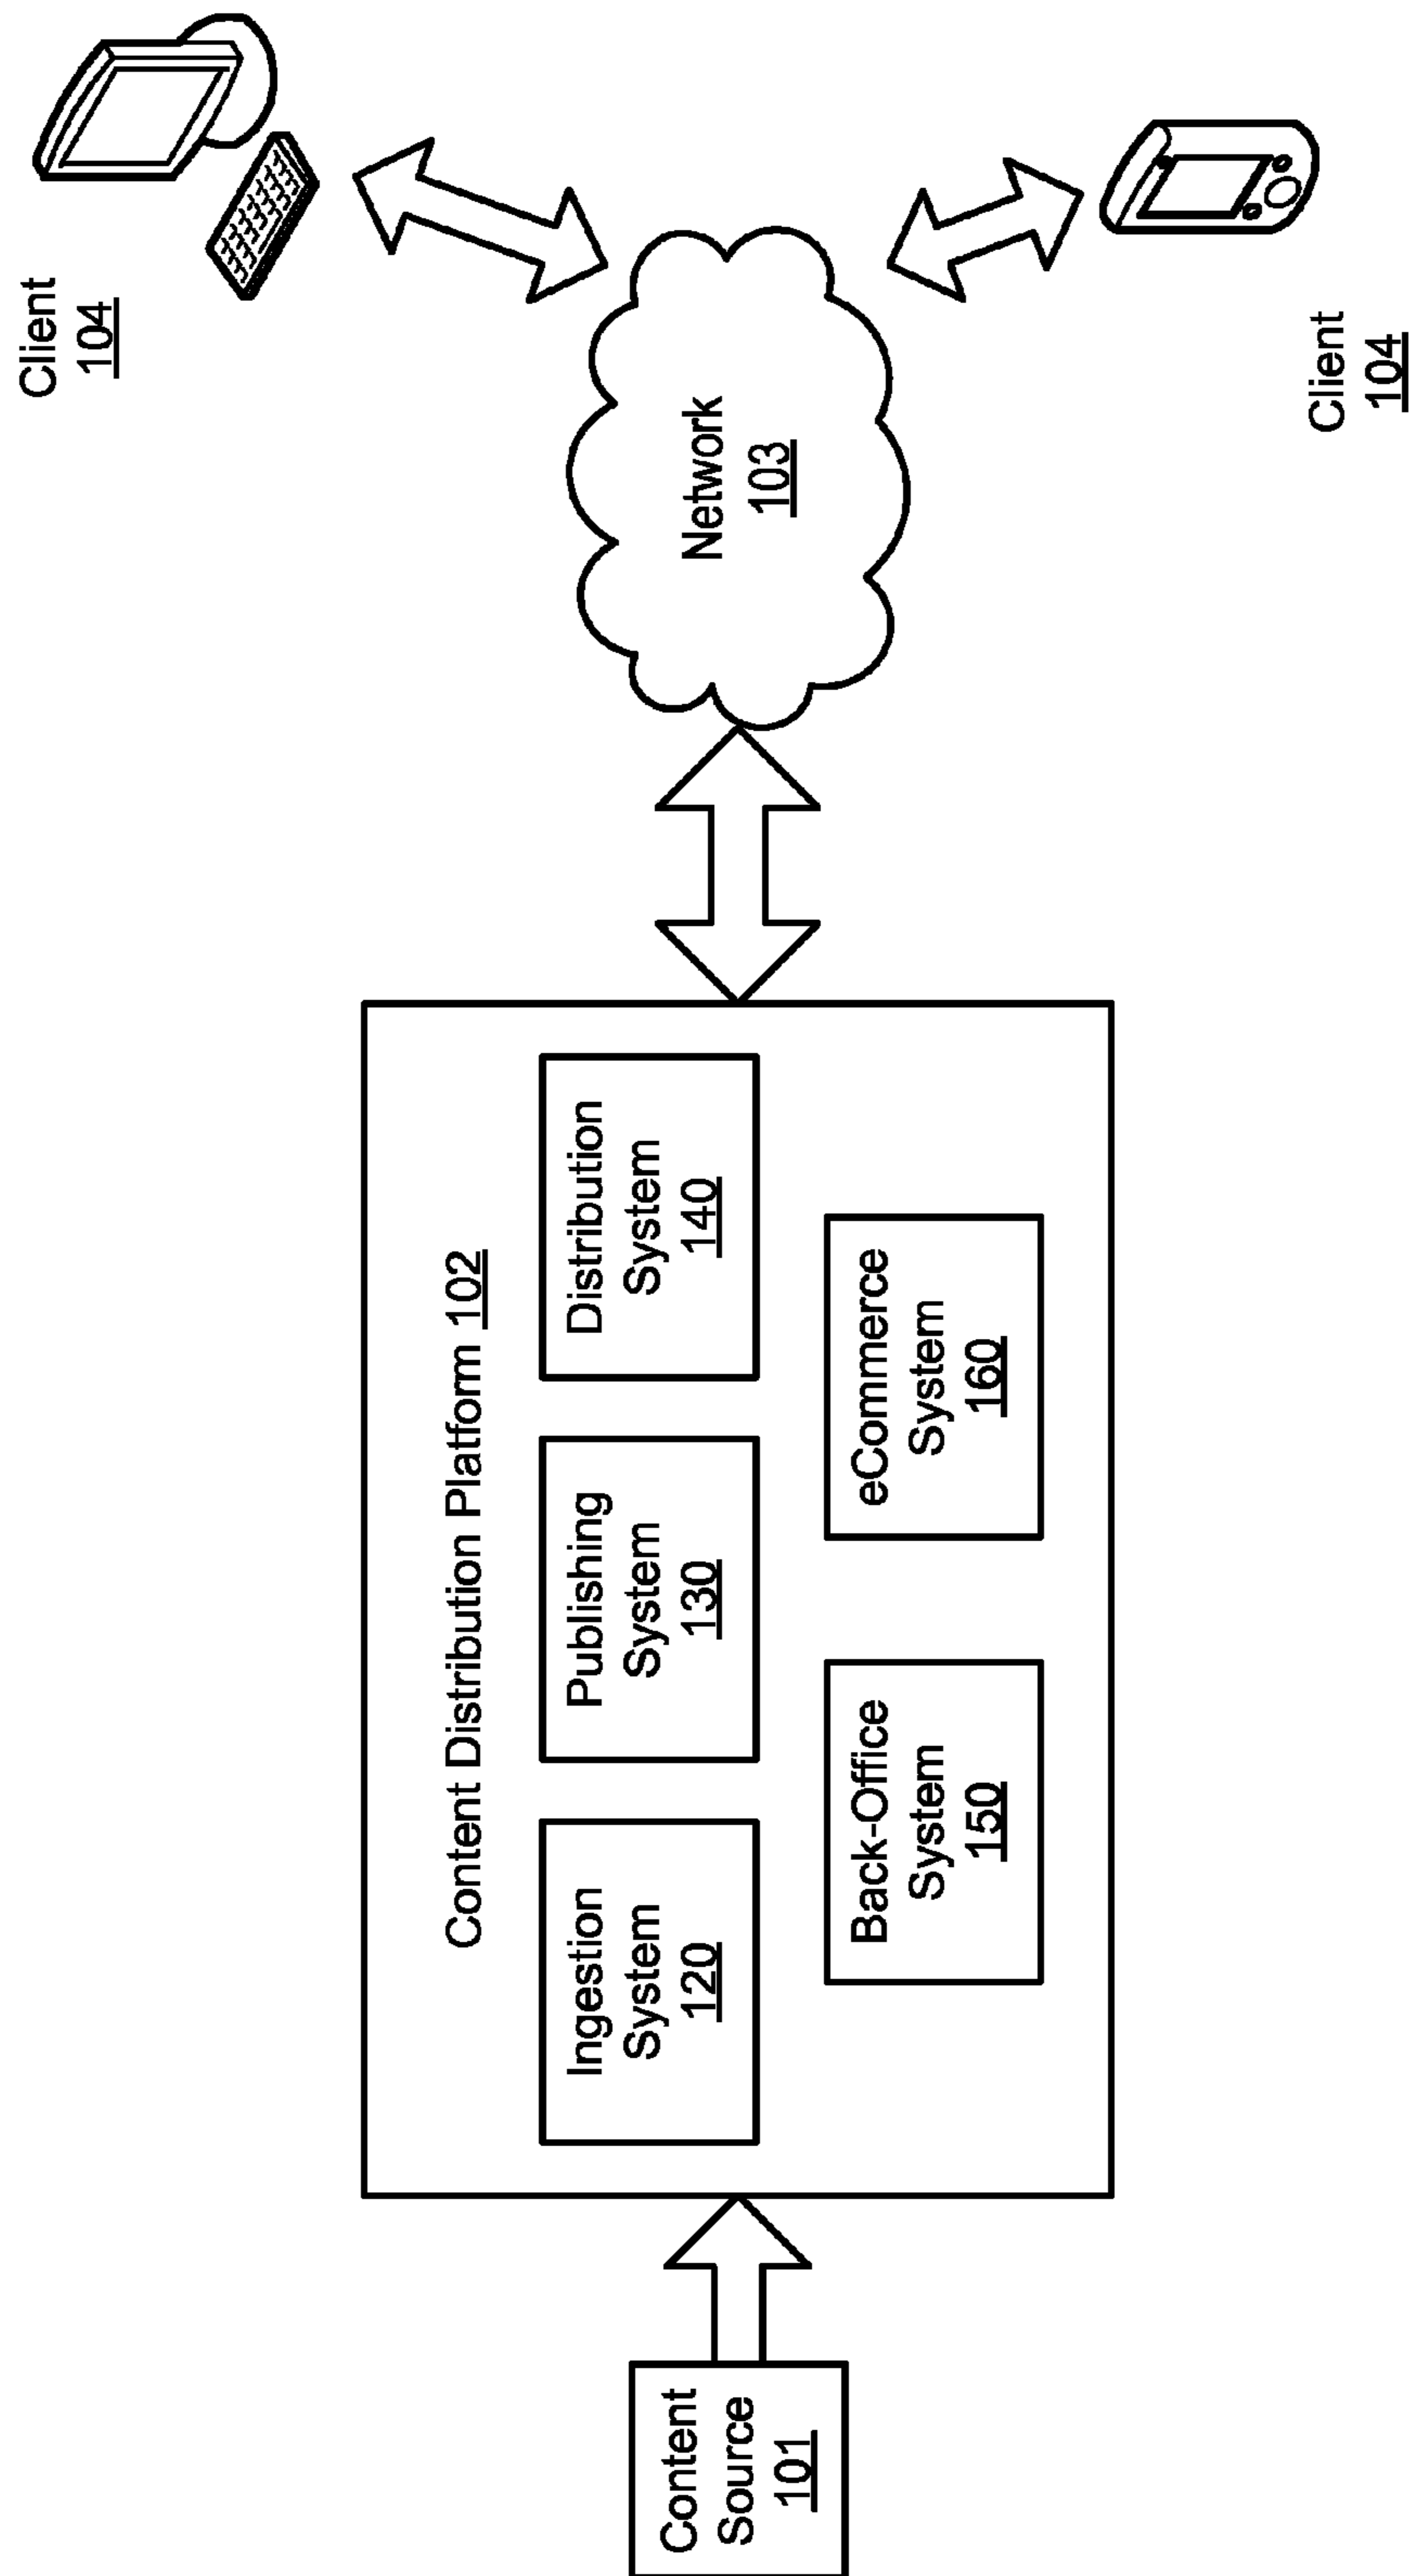 Content
Source
101
Content Distribution Platform 102
Ingestion
System
120
Publishing
System
130
Distribution
System
140
Back-Office
System
150
eCommerce
System
160
Network
103
Client
104
Client
104